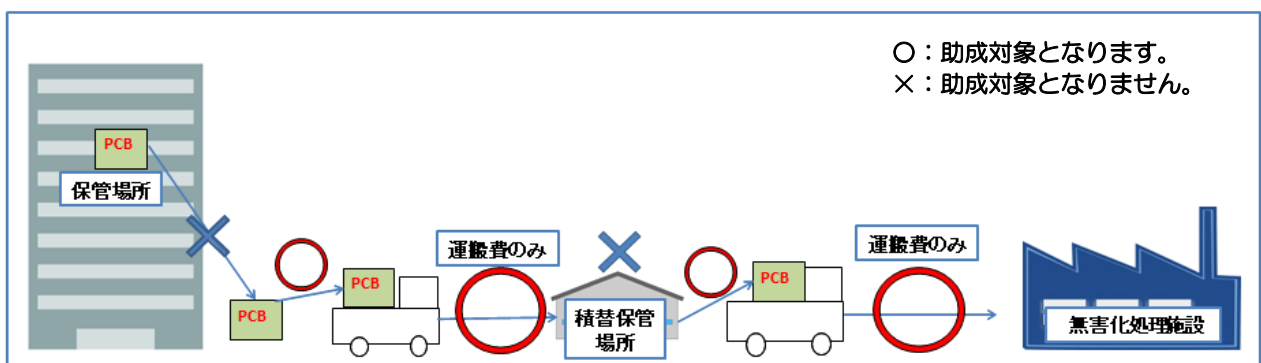 ○：助成対象となります。
×：助成対象となりません。
PCB
保管場所
PCB
PCB
運搬費のみ
積替保管
場所
PCB
運搬費のみ
無害化処理施設